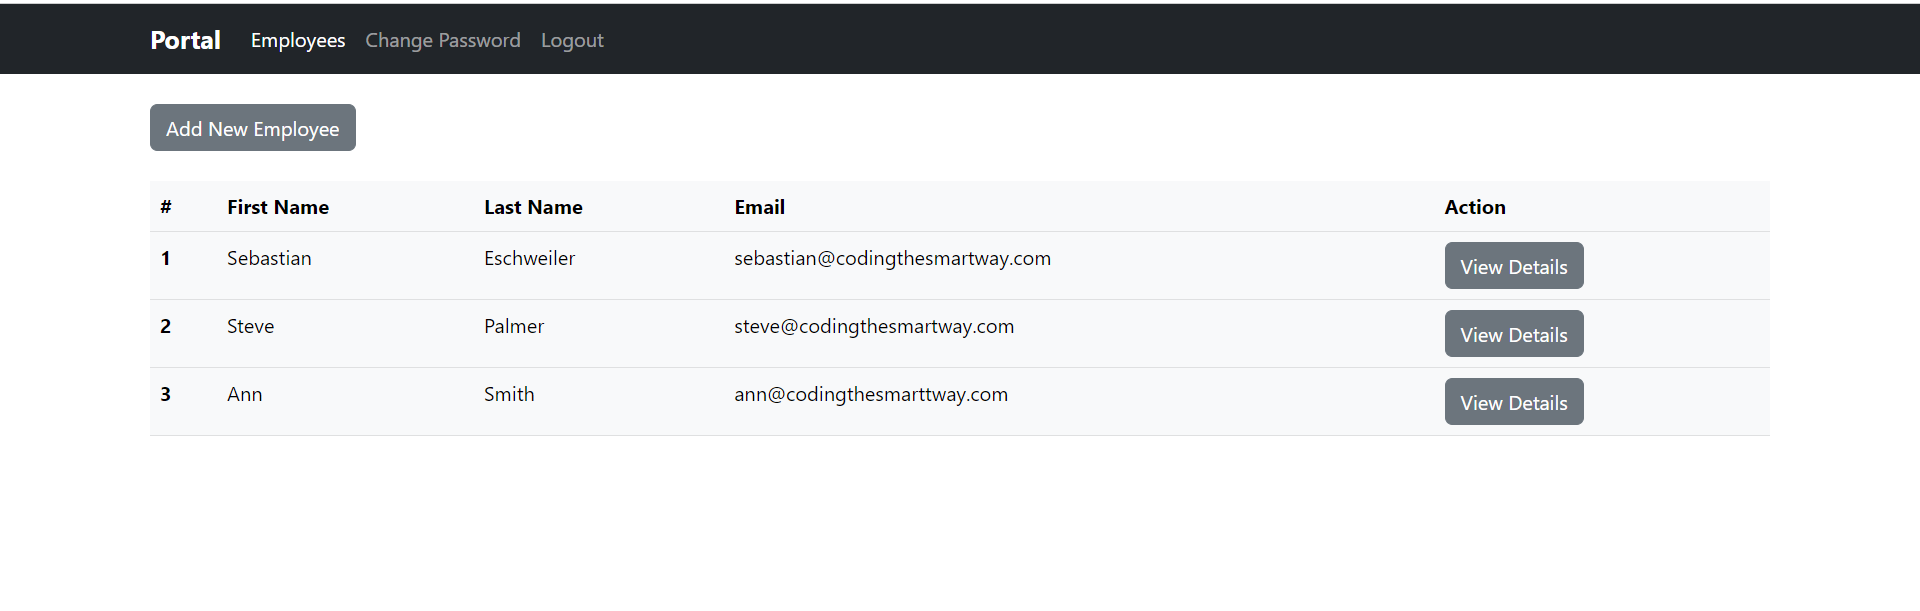 Portal Employees Change Password Logout
Add New Employee
# First Name Last Name Email Action
1 Sebastian Eschweiler sebastian@codingthesmartway.com View Details
2 Steve Palmer steve@codingthesmartway.com View Details
3 Ann Smith ann@codingthesmarttway.com View Details